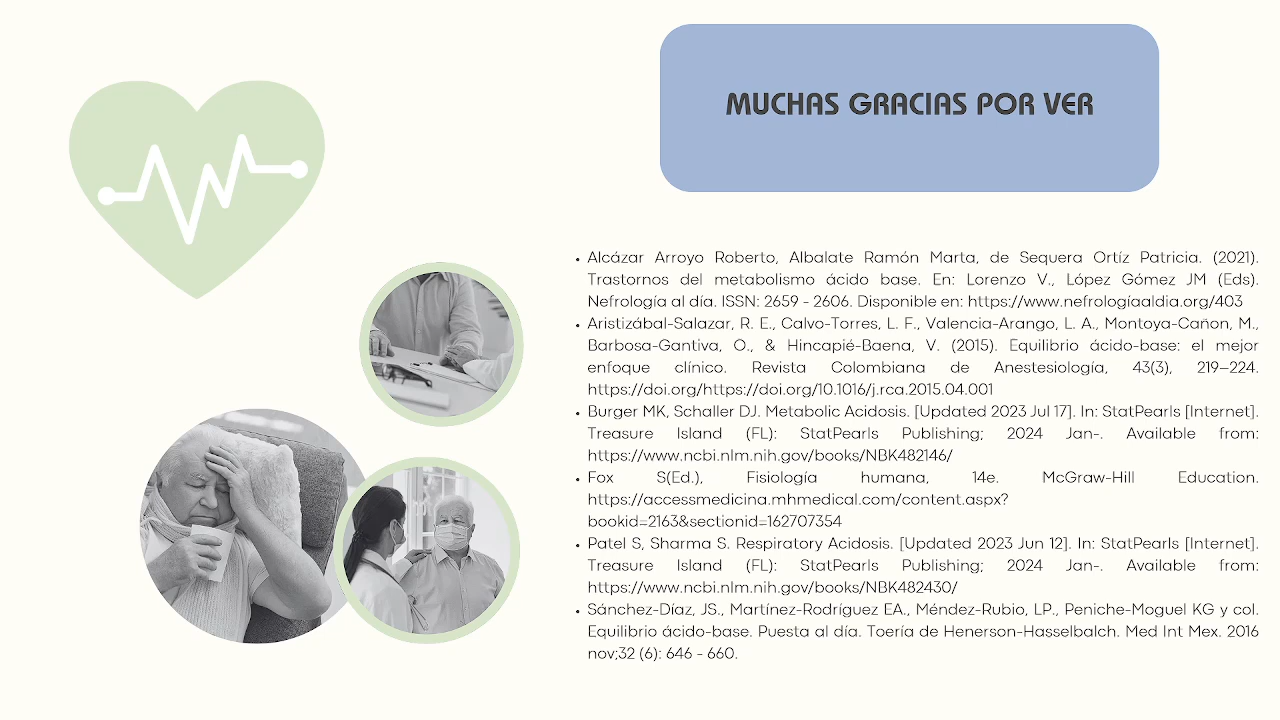 MUCHAS GRACIAS POR VER
• Alcázar Arroyo Roberto, Albalate Ramón Marta, de Sequera Ortíz Patricia. (2021).
Trastornos del metabolismo ácido base. En: Lorenzo V., López Gómez JM (Eds).
Nefrología al día. ISSN: 2659 - 2606. Disponible en: https://www.nefrologíaaldia.org/403
• Aristizábal-Salazar, R. E., Calvo-Torres, L. F., Valencia-Arango, L. A., Montoya-Cañon, M.,
Barbosa-Gantiva, O., & Hincapié-Baena, V. (2015). Equilibrio ácido-base: el mejor
enfoque clínico. Revista Colombiana de Anestesiología, 43(3), 219–224.
https://doi.org/https://doi.org/10.1016/j.rca.2015.04.001
• Burger MK, Schaller DJ. Metabolic Acidosis. [Updated 2023 Jul 17]. In: StatPearls [Internet].
Treasure Island (FL): StatPearls Publishing; 2024 Jan-. Available from:
https://www.ncbi.nlm.nih.gov/books/NBK482146/
• Fox S(Ed.), Fisiología humana, 14e. McGraw-Hill Education.
https://accessmedicina.mhmedical.com/content.aspx?
bookid=2163&sectionid=162707354
• Patel S, Sharma S. Respiratory Acidosis. [Updated 2023 Jun 12]. In: StatPearls [Internet].
Treasure Island (FL): StatPearls Publishing; 2024 Jan-. Available from:
https://www.ncbi.nlm.nih.gov/books/NBK482430/
• Sánchez-Díaz, JS., Martínez-Rodríguez EA., Méndez-Rubio, LP., Peniche-Moguel KG y col.
Equilibrio ácido-base. Puesta al día. Toería de Henerson-Hasselbalch. Med Int Mex. 2016
nov;32 (6): 646 - 660.